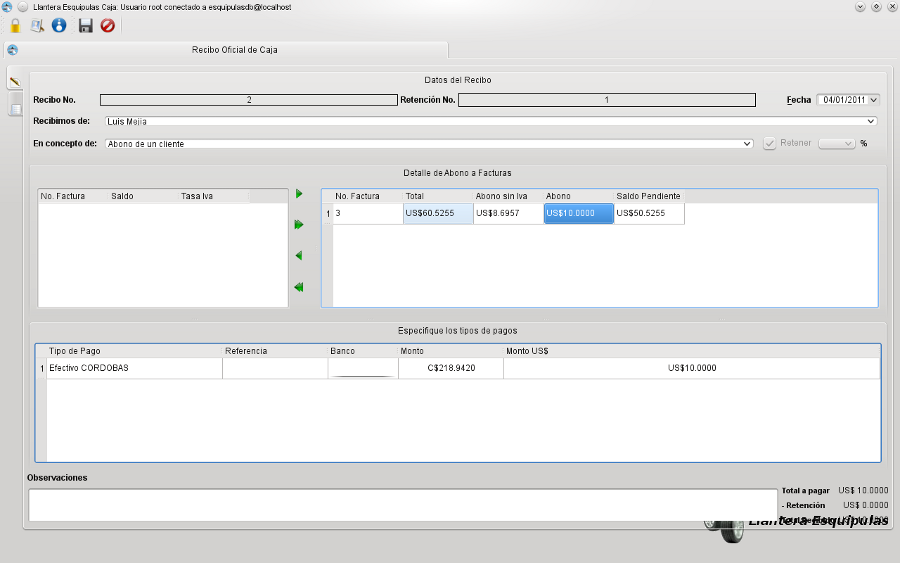 Llantera Esquipulas Caja: Usuario root conectado a esquipulasdb@localhost
Recibo Oficial de Caja
Datos del Recibo
Recibo No. 2 Retención No. 1 Fecha 04/01/2011
Recibimos de: Luis Mejia
En concepto de: Abono de un cliente Retener %
Detalle de Abono a Facturas
No. Factura Saldo Tasa Iva
No. Factura Total Abono sin Iva Abono Saldo Pendiente
1 3 US$60.5255 US$8.6957 US$10.0000 US$50.5255
Especifique los tipos de pagos
Tipo de Pago Referencia Banco Monto Monto US$
1 Efectivo CORDOBAS C$218.9420 US$10.0000
Observaciones
Total a pagar US$ 10.0000
- Retención US$ 0.0000
Llantera Esquipulas